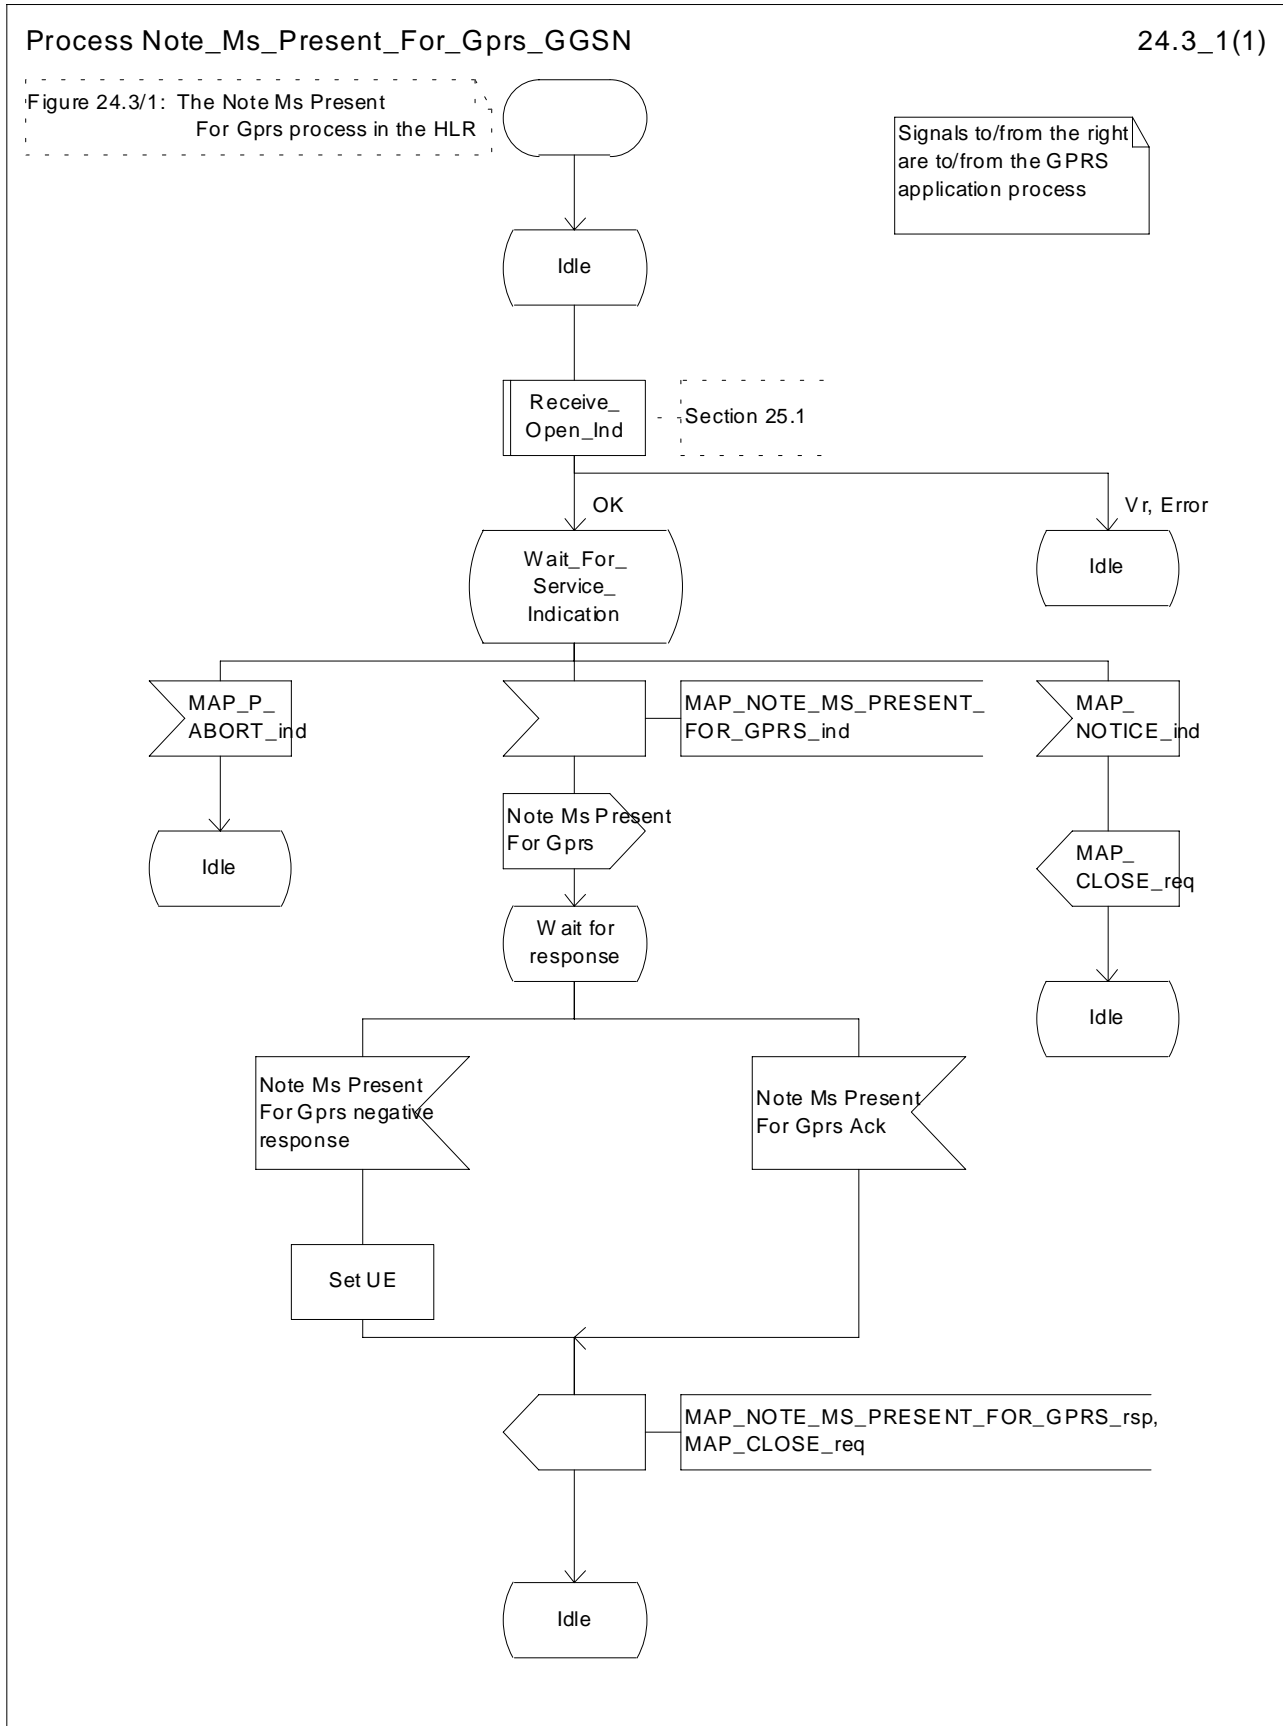 Process Note_Ms_Present_For_Gprs_GGSN
24.3_1(1)
Figure 24.3/1: The Note Ms Present
For Gprs process in the HLR
Signals to/from the right
are to/from the GPRS
application process
Idle
Receive_
Open_Ind
Section 25.1
OK
Vr, Error
Wait_For_
Service_
Indication
Idle
MAP_P_
ABORT_ind
MAP_NOTE_MS_PRESENT_
FOR_GPRS_ind
MAP_
NOTICE_ind
Note Ms Present
For Gprs
Idle
MAP_
CLOSE_req
Wait for
response
Idle
Note Ms Present
For Gprs negative
response
Note Ms Present
For Gprs Ack
Set UE
MAP_NOTE_MS_PRESENT_FOR_GPRS_rsp,
MAP_CLOSE_req
Idle